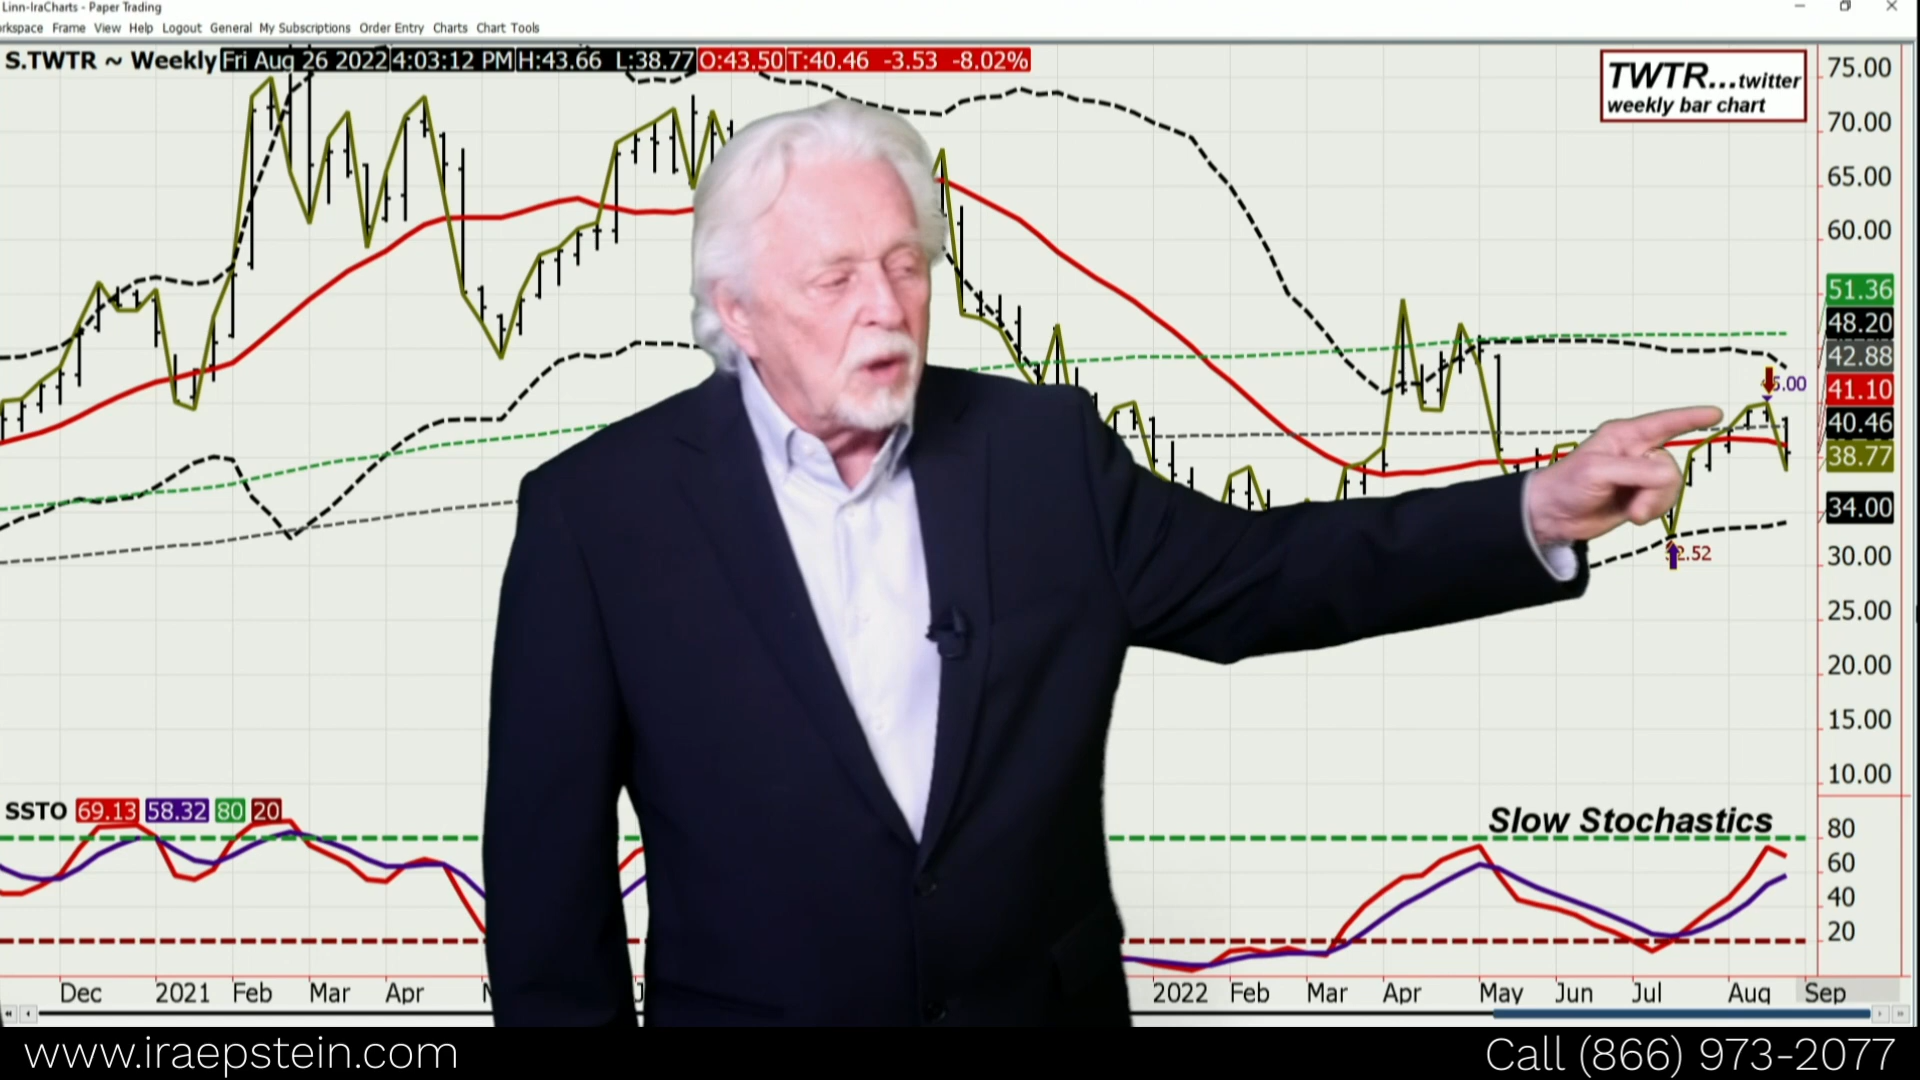 Linn-IraCharts - Paper Trading
rkspace Frame View Help Logout General My Subscriptions Order Entry Charts Chart Tools
S.TWTR ~ Weekly Fri Aug 26 2022 4:03:12 PM H:43.66 L:38.77 O:43.50 T:40.46 -3.53 -8.02%
TWTR...twitter
weekly bar chart
75.00
70.00
65.00
60.00
51.36
48.20
42.88
41.10
40.46
38.77
34.00
30.00
25.00
20.00
15.00
10.00
5.00
2.52
SSTO 69.13 58.32 80 20
Slow Stochastics
80
60
40
20
Dec 2021 Feb Mar Apr 2022 Feb Mar Apr May Jun Jul Aug Sep
www.iraepstein.com
Call (866) 973-2077